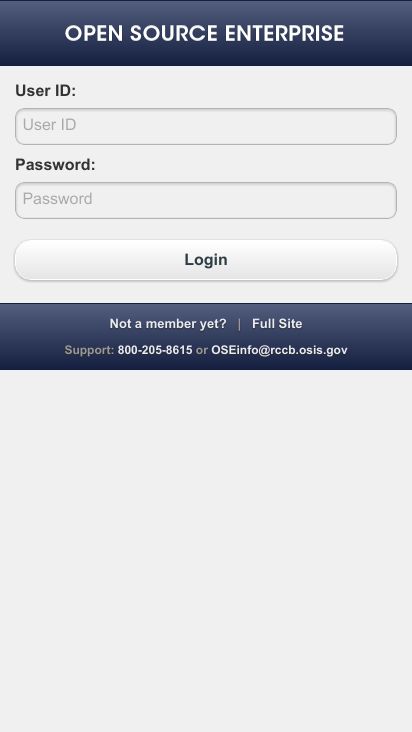 OPEN SOURCE ENTERPRISE
User ID:
User ID
Password:
Password
Login
Not a member yet? | Full Site
Support: 800-205-8615 or OSEinfo@rccb.osis.gov